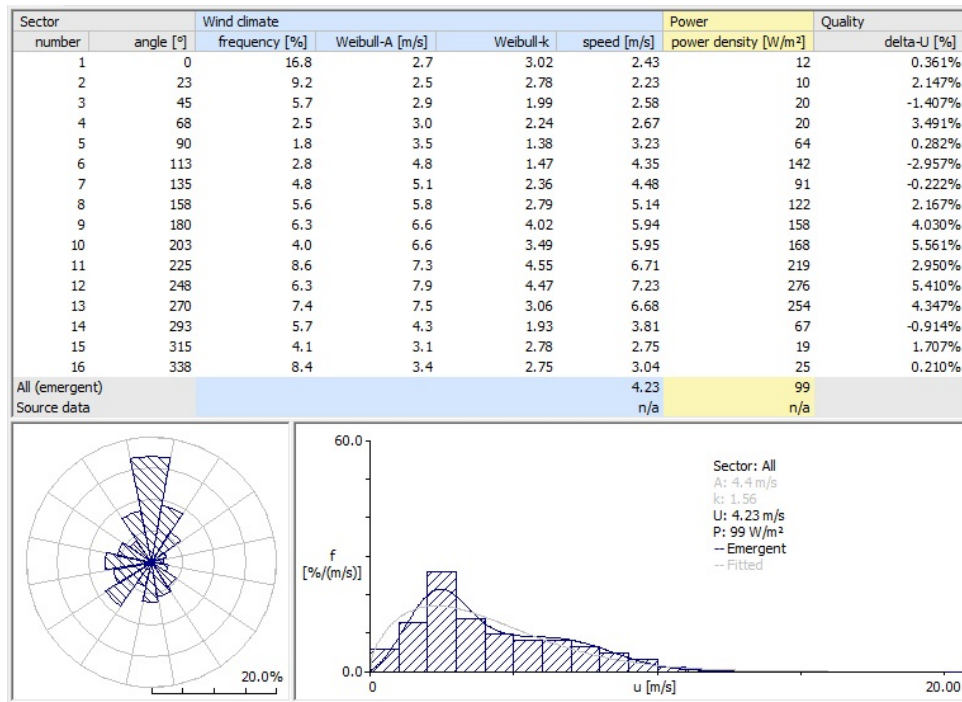 Sector Wind climate Power Quality
number angle [º] frequency [%] Weibull-A [m/s] Weibull-k speed [m/s] power density [W/m²] delta-U [%]
1 0 16.8 2.7 3.02 2.43 12 0.361%
2 23 9.2 2.5 2.78 2.23 10 2.147%
3 45 5.7 2.9 1.99 2.58 20 -1.407%
4 68 2.5 3.0 2.24 2.67 20 3.491%
5 90 1.8 3.5 1.38 3.23 64 0.282%
6 113 2.8 4.8 1.47 4.35 142 -2.957%
7 135 4.8 5.1 2.36 4.48 91 -0.222%
8 158 5.6 5.8 2.79 5.14 122 2.167%
9 180 6.3 6.6 4.02 5.94 158 4.030%
10 203 4.0 6.6 3.49 5.95 168 5.561%
11 225 8.6 7.3 4.55 6.71 219 2.950%
12 248 6.3 7.9 4.47 7.23 276 5.410%
13 270 7.4 7.5 3.06 6.68 254 4.347%
14 293 5.7 4.3 1.93 3.81 67 -0.914%
15 315 4.1 3.1 2.78 2.75 19 1.707%
16 338 8.4 3.4 2.75 3.04 25 0.210%
All (emergent) 4.23 99
Source data n/a n/a
20.0%
60.0
f
[%/(m/s)]
0.0
0
u [m/s]
20.00
Sector: All
A: 4.4 m/s
k: 1.56
U: 4.23 m/s
P: 99 W/m²
-- Emergent
-- Fitted